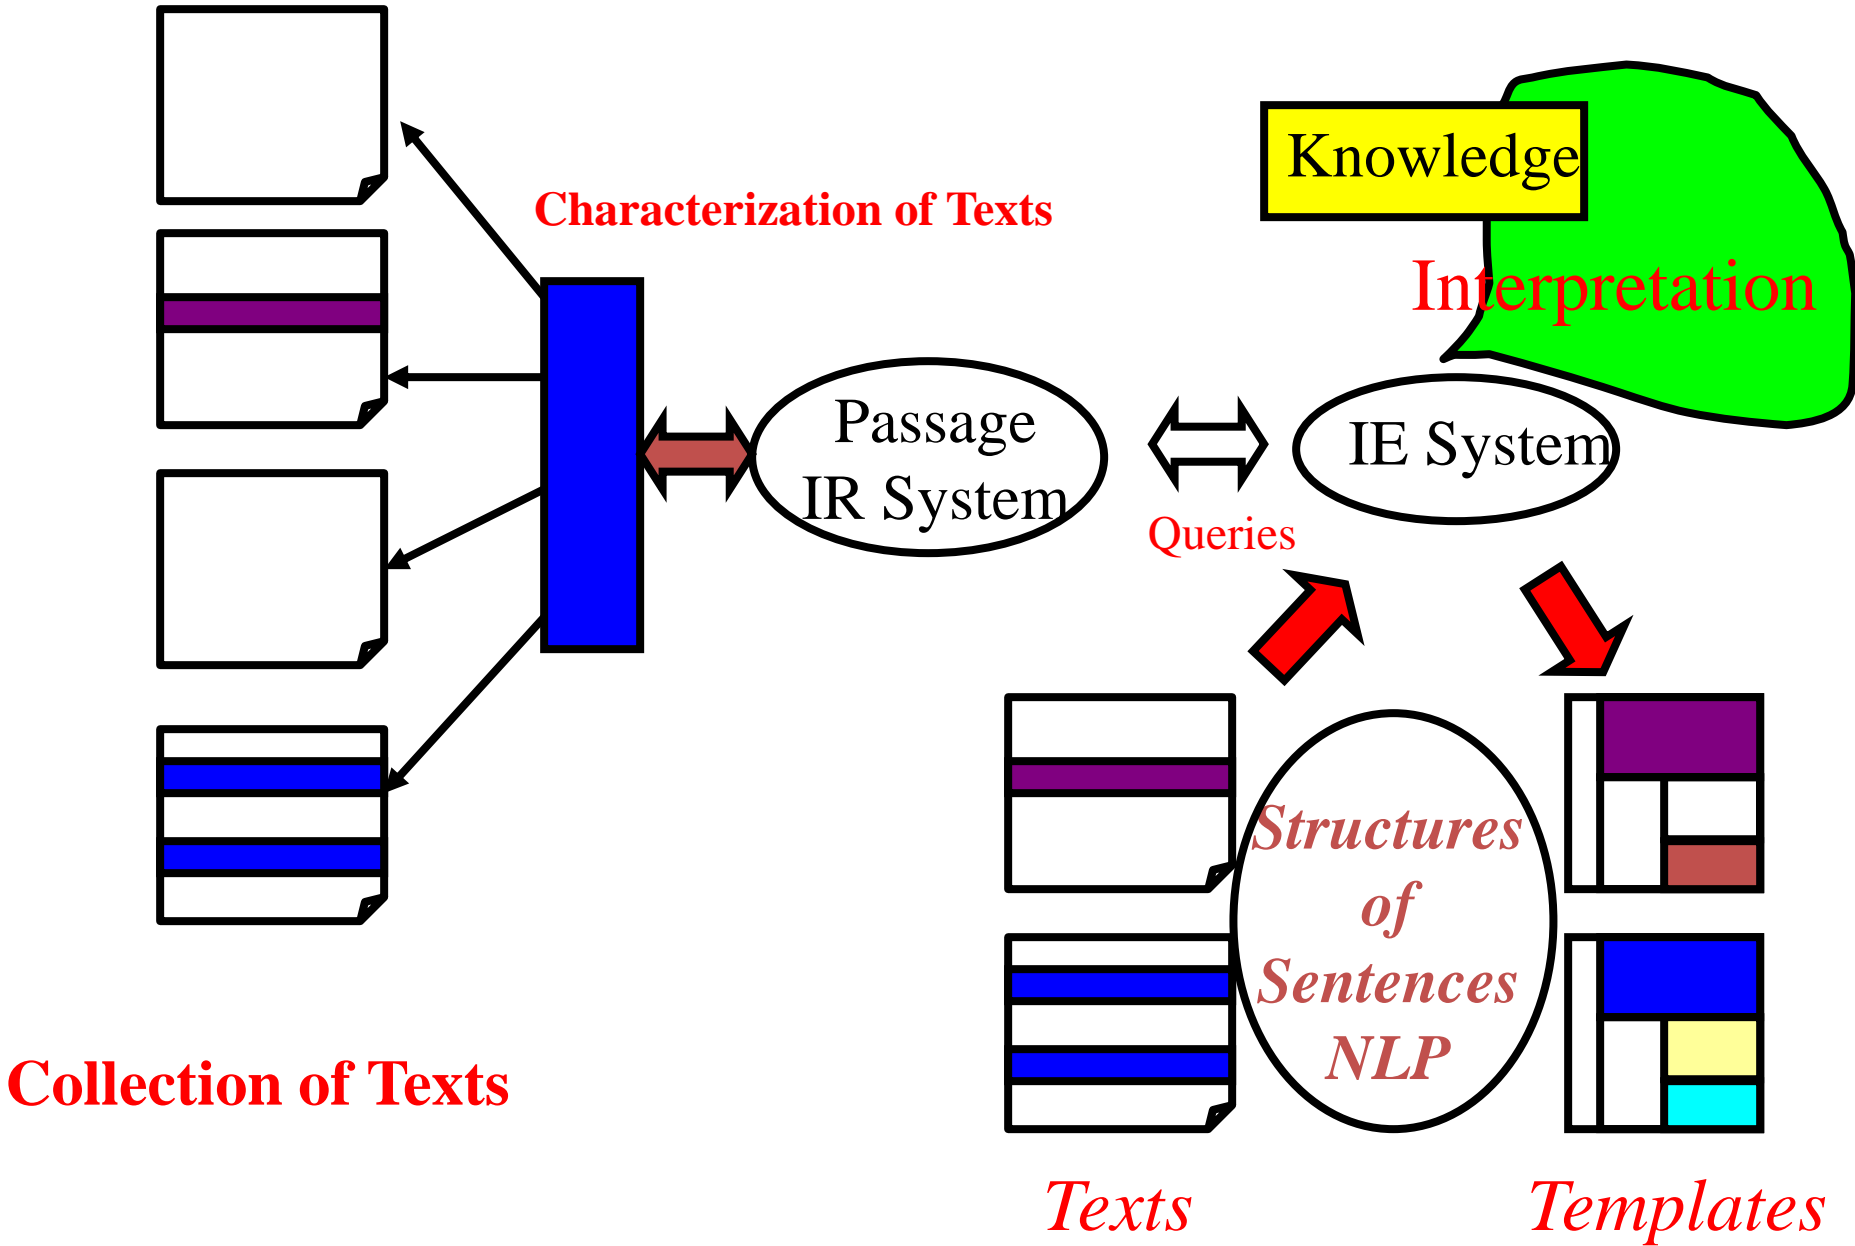 Knowledge
Characterization of Texts
Interpretation
Passage
IR System
IE System
Queries
Structures
of
Sentences
NLP
Collection of Texts
Texts
Templates